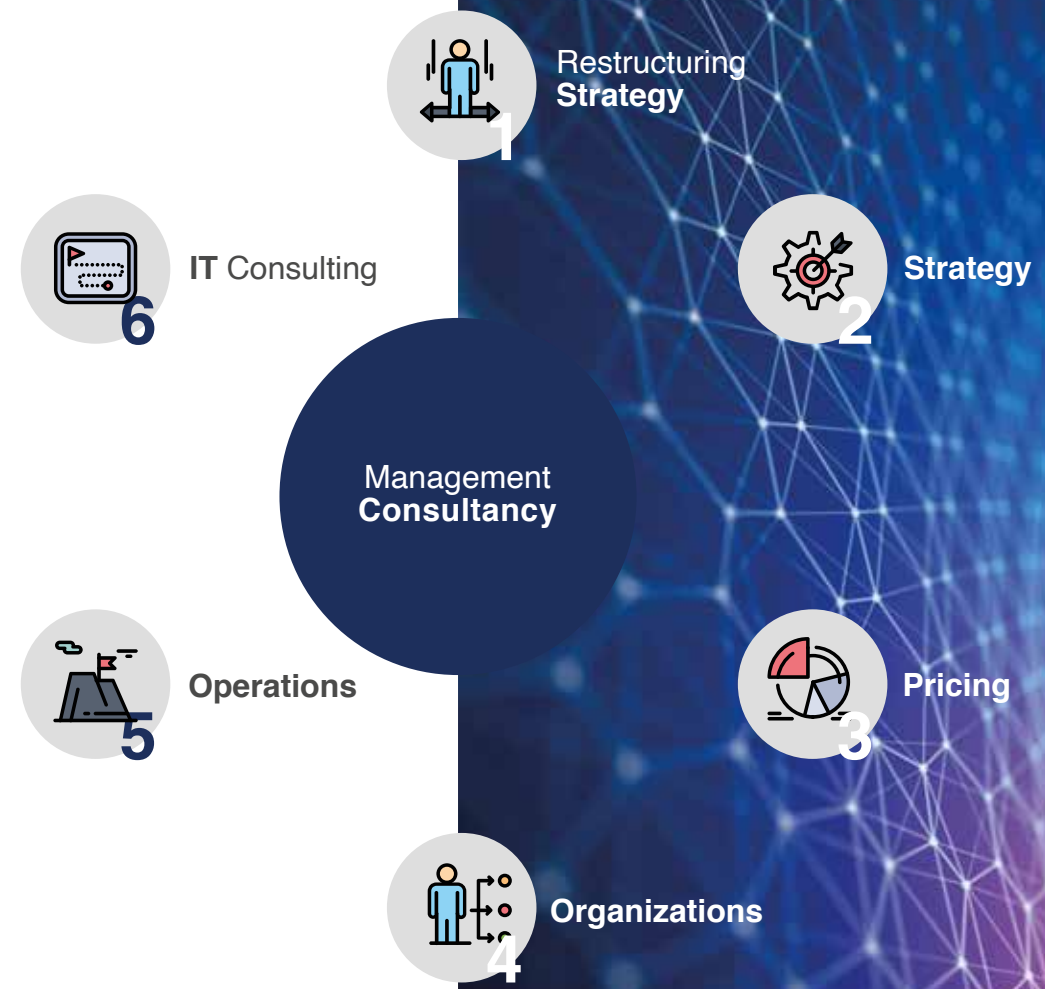 Restructuring
Strategy
1
Strategy
2
Pricing
3
Organizations
4
Operations
5
IT Consulting
6
Management
Consultancy